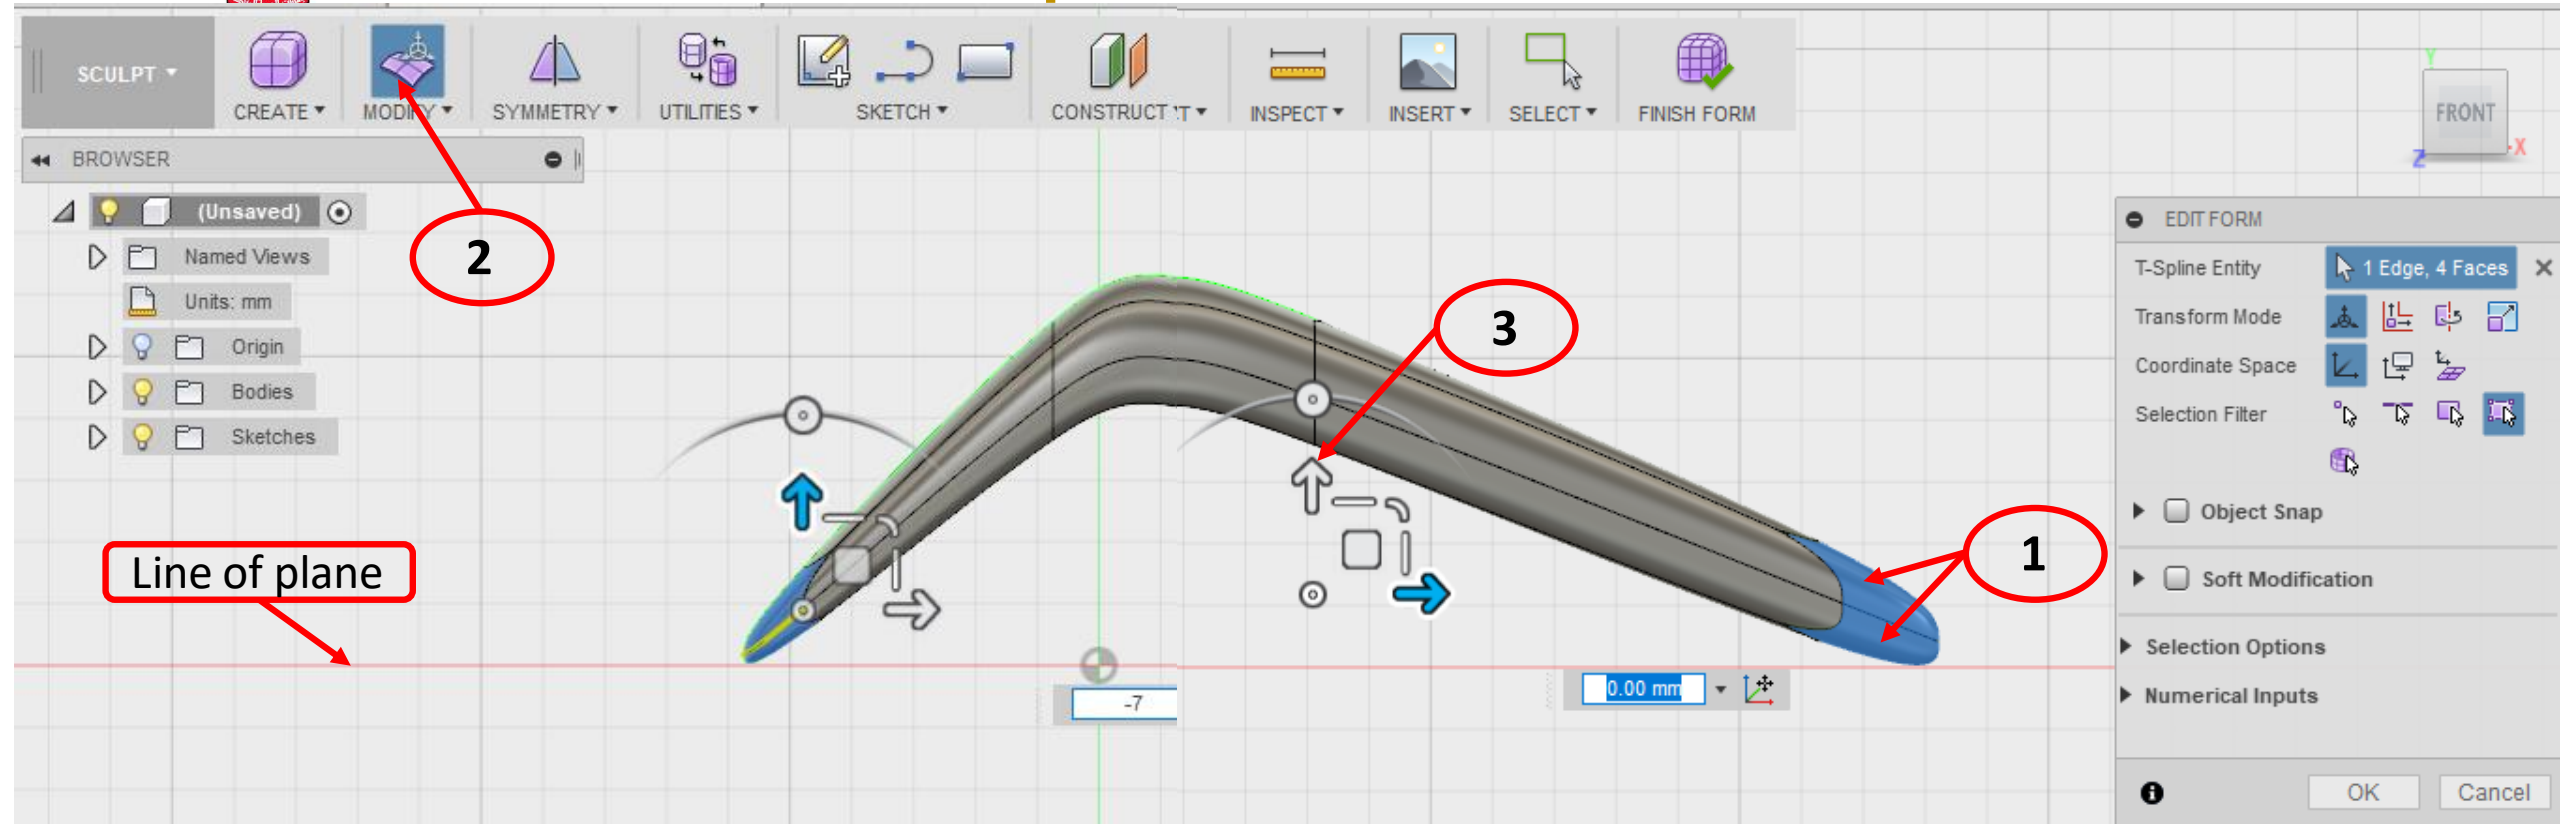 SCULPT
CREATE
MODIFY
SYMMETRY
UTILITIES
SKETCH
CONSTRUCT
T
INSPECT
INSERT
SELECT
FINISH FORM
Y
FRONT
X
Z
BROWSER
(Unsaved)
Named Views
Units: mm
Origin
Bodies
Sketches
2
3
1
Line of plane
-7
0.00 mm
EDIT FORM
T-Spline Entity
1 Edge, 4 Faces
Transform Mode
Coordinate Space
Selection Filter
Object Snap
Soft Modification
Selection Options
Numerical Inputs
OK
Cancel